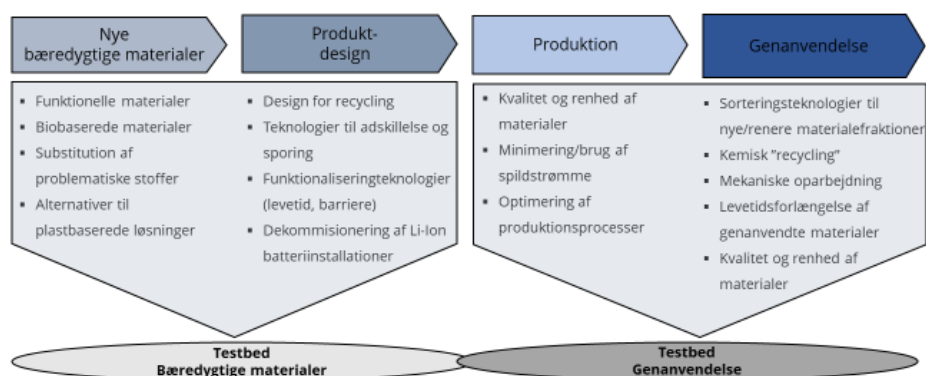 Nye
bæredygtige materialer
Produkt-
design
Produktion
Genanvendelse
▪ Funktionelle materialer
▪ Biobaserede materialer
▪ Substitution af
problematiske stoffer
▪ Alternativer til
plastbaserede løsninger
▪ Design for recycling
▪ Teknologier til adskillelse og
sporing
▪ Funktionaliseringteknologier
(levetid, barriere)
▪ Dekommisionering af Li-Ion
batteriinstallationer
▪ Kvalitet og renhed af
materialer
▪ Minimering/brug af
spildstrømme
▪ Optimering af
produktionsprocesser
▪ Sorteringsteknologier til
nye/renere materialefraktioner
▪ Kemisk ”recycling”
▪ Mekaniske oparbejdning
▪ Levetidsforlængelse af
genanvendte materialer
▪ Kvalitet og renhed af
materialer
Testbed
Bæredygtige materialer
Testbed
Genanvendelse